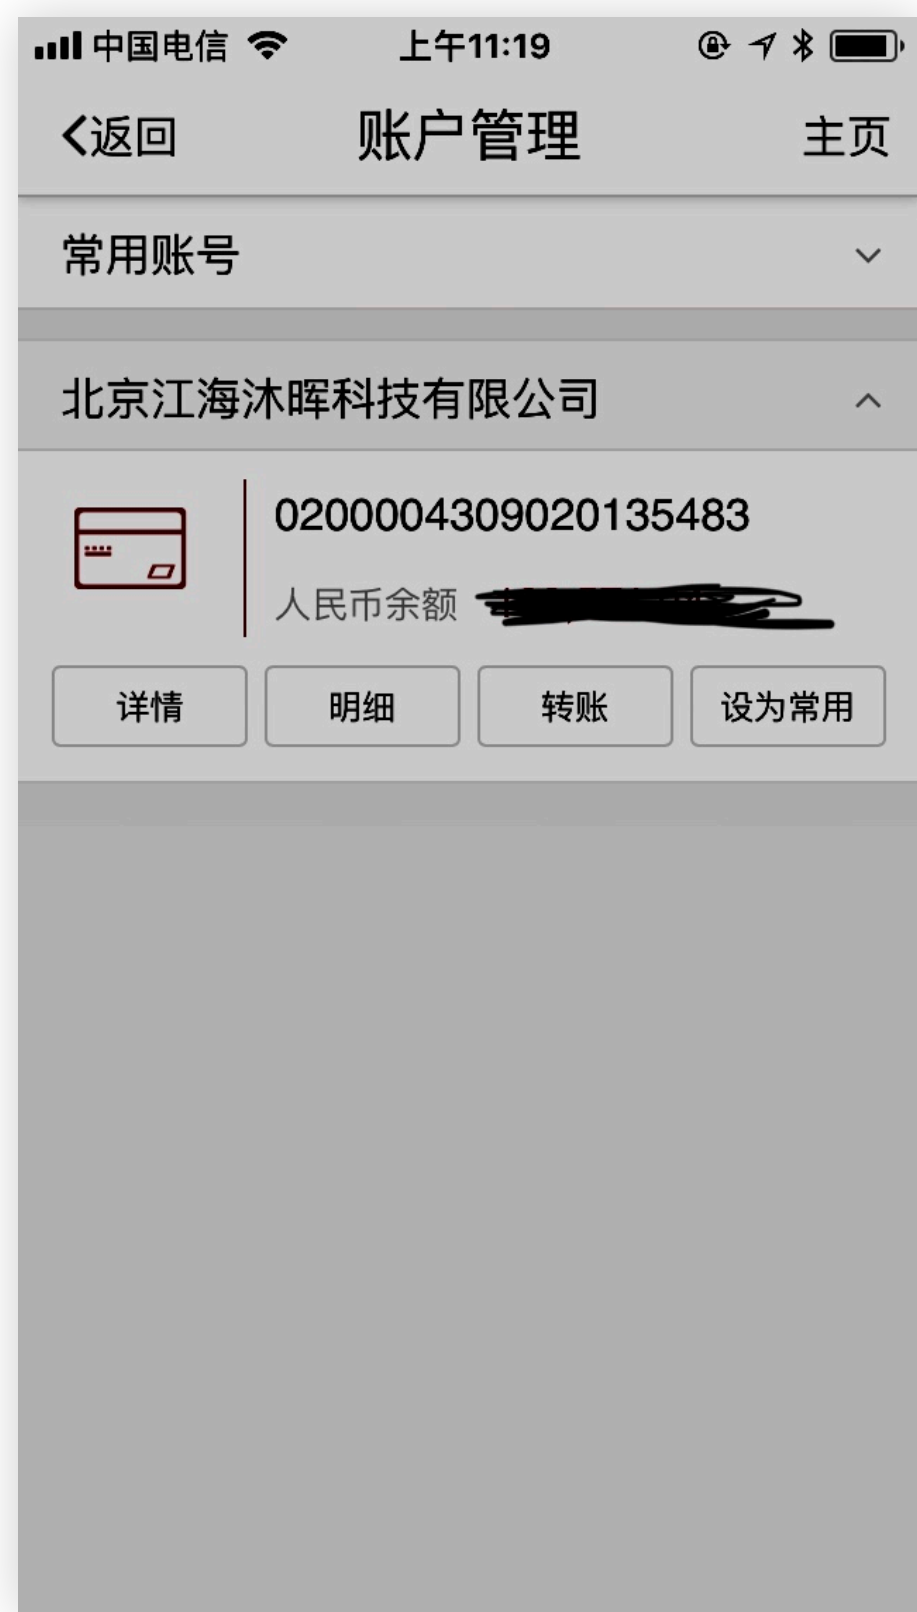 中国电信 上午11:19
返回 账户管理 主页
常用账号
北京江海沐晖科技有限公司
0200004309020135483
人民币余额
详情 明细 转账 设为常用